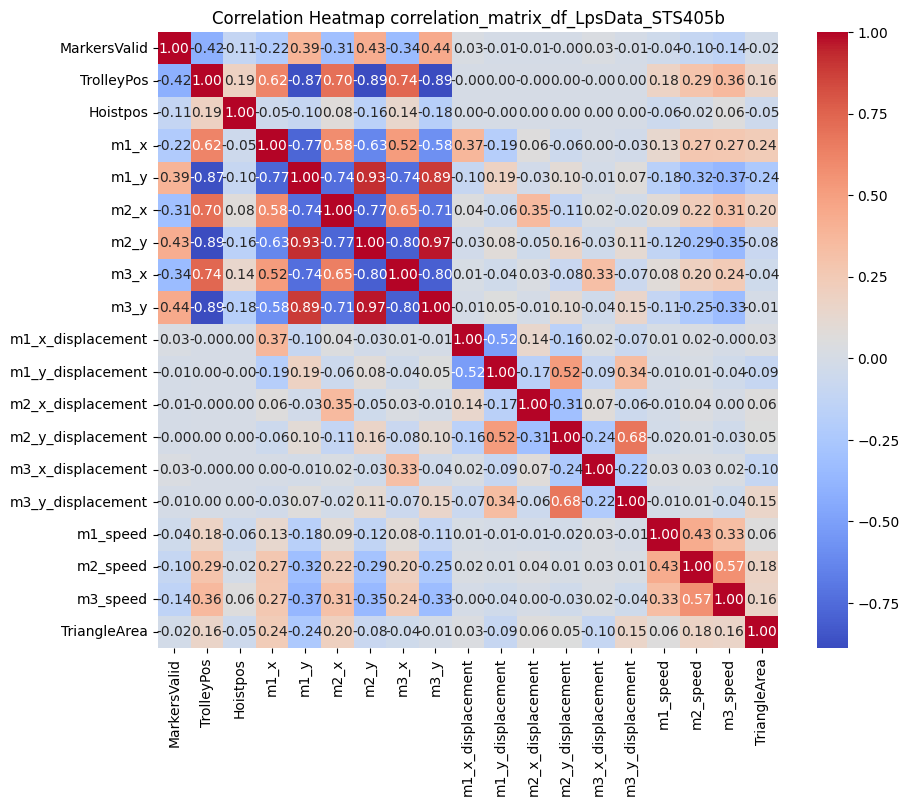 Correlation Heatmap correlation_matrix_df_LpsData_STS405b
MarkersValid 1.00 -0.42 -0.11 -0.22 0.39 -0.31 0.43 -0.34 0.44 0.03 -0.01 -0.01 -0.00 0.03 -0.01 -0.04 -0.10 -0.14 -0.02
TrolleyPos -0.42 1.00 0.19 0.62 -0.87 0.70 -0.89 0.74 -0.89 -0.00 0.00 -0.00 0.00 -0.00 0.00 0.18 0.29 0.36 0.16
Hoistpos -0.11 0.19 1.00 -0.05 -0.10 0.08 -0.16 0.14 -0.18 0.00 -0.00 0.00 0.00 0.00 0.00 -0.06 -0.02 0.06 -0.05
m1_x -0.22 0.62 -0.05 1.00 -0.77 0.58 -0.63 0.52 -0.58 0.37 -0.19 0.06 -0.06 0.00 -0.03 0.13 0.27 0.27 0.24
m1_y 0.39 -0.87 -0.10 -0.77 1.00 -0.74 0.93 -0.74 0.89 -0.10 0.19 -0.03 0.10 -0.01 0.07 -0.18 -0.32 -0.37 -0.24
m2_x -0.31 0.70 0.08 0.58 -0.74 1.00 -0.77 0.65 -0.71 0.04 -0.06 0.35 -0.11 0.02 -0.02 0.09 0.22 0.31 0.20
m2_y 0.43 -0.89 -0.16 -0.63 0.93 -0.77 1.00 -0.80 0.97 -0.03 0.08 -0.05 0.16 -0.03 0.11 -0.12 -0.29 -0.35 -0.08
m3_x -0.34 0.74 0.14 0.52 -0.74 0.65 -0.80 1.00 -0.80 0.01 -0.04 0.03 -0.08 0.33 -0.07 0.08 0.20 0.24 -0.04
m3_y 0.44 -0.89 -0.18 -0.58 0.89 -0.71 0.97 -0.80 1.00 -0.01 0.05 -0.01 0.10 -0.04 0.15 -0.11 -0.25 -0.33 -0.01
m1_x_displacement 0.03 -0.00 0.00 0.37 -0.10 0.04 -0.03 0.01 -0.01 1.00 -0.52 0.14 -0.16 0.02 -0.07 0.01 0.02 -0.00 0.03
m1_y_displacement -0.01 0.00 -0.00 -0.19 0.19 -0.06 0.08 -0.04 0.05 -0.52 1.00 -0.17 0.52 -0.09 0.34 -0.01 0.01 -0.04 -0.09
m2_x_displacement -0.01 -0.00 0.00 0.06 -0.03 0.35 -0.05 0.03 -0.01 0.14 -0.17 1.00 -0.31 0.07 -0.06 -0.01 0.04 0.00 0.06
m2_y_displacement -0.00 0.00 0.00 -0.06 0.10 -0.11 0.16 -0.08 0.10 -0.16 0.52 -0.31 1.00 -0.24 0.68 -0.02 0.01 -0.03 0.05
m3_x_displacement 0.03 -0.00 0.00 0.00 -0.01 0.02 -0.03 0.33 -0.04 0.02 -0.09 0.07 -0.24 1.00 -0.22 0.03 0.03 0.02 -0.10
m3_y_displacement -0.01 0.00 0.00 -0.03 0.07 -0.02 0.11 -0.07 0.15 -0.07 0.34 -0.06 0.68 -0.22 1.00 -0.01 0.01 -0.04 0.15
m1_speed -0.04 0.18 -0.06 0.13 -0.18 0.09 -0.12 0.08 -0.11 0.01 -0.01 -0.01 -0.02 0.03 -0.01 1.00 0.43 0.33 0.06
m2_speed -0.10 0.29 -0.02 0.27 -0.32 0.22 -0.29 0.20 -0.25 0.02 0.01 0.04 0.01 0.03 0.01 0.43 1.00 0.57 0.18
m3_speed -0.14 0.36 0.06 0.27 -0.37 0.31 -0.35 0.24 -0.33 -0.00 -0.04 0.00 -0.03 0.02 -0.04 0.33 0.57 1.00 0.16
TriangleArea -0.02 0.16 -0.05 0.24 -0.24 0.20 -0.08 -0.04 -0.01 0.03 -0.09 0.06 0.05 -0.10 0.15 0.06 0.18 0.16 1.00
MarkersValid
TrolleyPos
Hoistpos
m1_x
m1_y
m2_x
m2_y
m3_x
m3_y
m1_x_displacement
m1_y_displacement
m2_x_displacement
m2_y_displacement
m3_x_displacement
m3_y_displacement
m1_speed
m2_speed
m3_speed
TriangleArea
1.00
0.75
0.50
0.25
0.00
−0.25
−0.50
−0.75